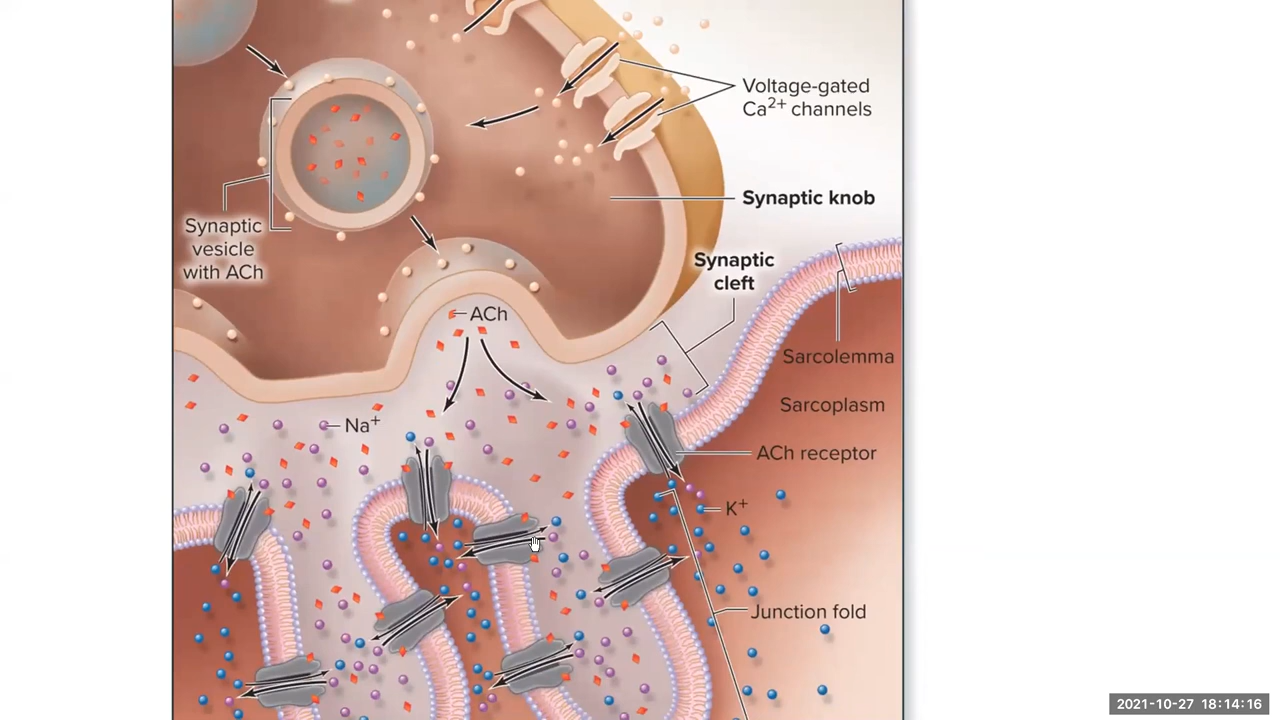 Voltage-gated
Ca2+ channels
Synaptic knob
Synaptic
vesicle
with ACh
Synaptic
cleft
ACh
Sarcolemma
Sarcoplasm
Na+
ACh receptor
K+
Junction fold
2021-10-27 18:14:16